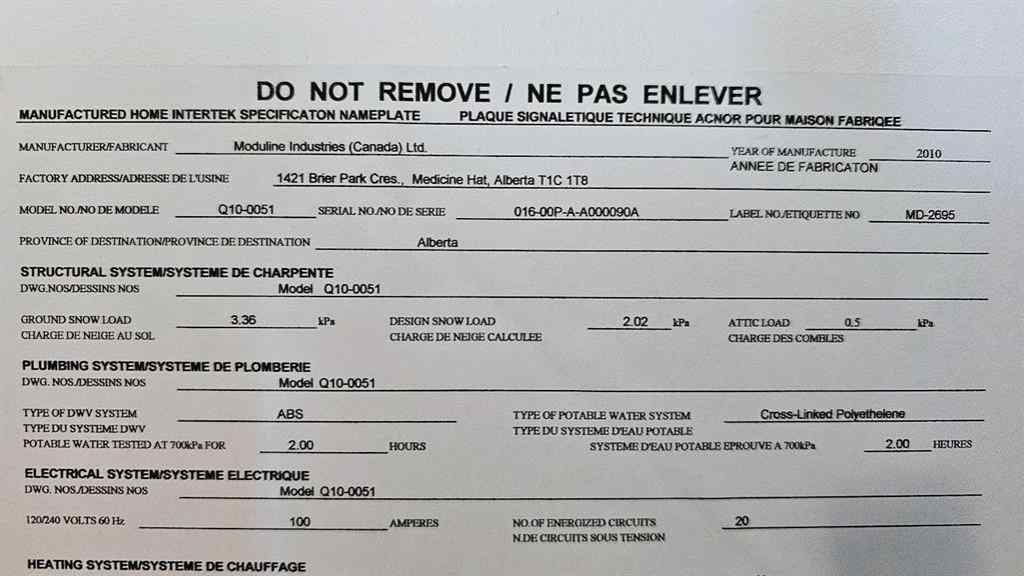 DO NOT REMOVE / NE PAS ENLEVER
MANUFACTURED HOME INTERTEK SPECIFICATON NAMEPLATE PLAQUE SIGNALETIQUE TECHNIQUE ACNOR POUR MAISON FABRIQEE
MANUFACTURER/FABRICANT Moduline Industries (Canada) Ltd. YEAR OF MANUFACTURE 2010
ANNEE DE FABRICATON
FACTORY ADDRESS/ADRESSE DE L'USINE 1421 Brier Park Cres., Medicine Hat, Alberta T1C 1T8
MODEL NO./NO DE MODELE Q10-0051 SERIAL NO./NO DE SERIE 016-00P-A-A000090A LABEL NO./ETIQUETTE NO MD-2695
PROVINCE OF DESTINATION/PROVINCE DE DESTINATION Alberta
STRUCTURAL SYSTEM/SYSTEME DE CHARPENTE
DWG.NOS/DESSINS NOS Model Q10-0051
GROUND SNOW LOAD 3.36 kPa DESIGN SNOW LOAD 2.02 kPa ATTIC LOAD 0.5 kPa
CHARGE DE NEIGE AU SOL CHARGE DE NEIGE CALCULEE CHARGE DES COMBLES
PLUMBING SYSTEM/SYSTEME DE PLOMBERIE
DWG. NOS./DESSINS NOS Model Q10-0051
TYPE OF DWV SYSTEM ABS TYPE OF POTABLE WATER SYSTEM Cross-Linked Polyethelene
TYPE DU SYSTEME DWV TYPE DU SYSTEME D'EAU POTABLE
POTABLE WATER TESTED AT 700kPa FOR 2.00 HOURS SYSTEME D'EAU POTABLE EPROUVE A 700kPa 2.00 HEURES
ELECTRICAL SYSTEM/SYSTEME ELECTRIQUE
DWG. NOS./DESSINS NOS Model Q10-0051
120/240 VOLTS 60 Hz 100 AMPERES NO. OF ENERGIZED CIRCUITS 20
N.DE CIRCUITS SOUS TENSION
HEATING SYSTEM/SYSTEME DE CHAUFFAGE